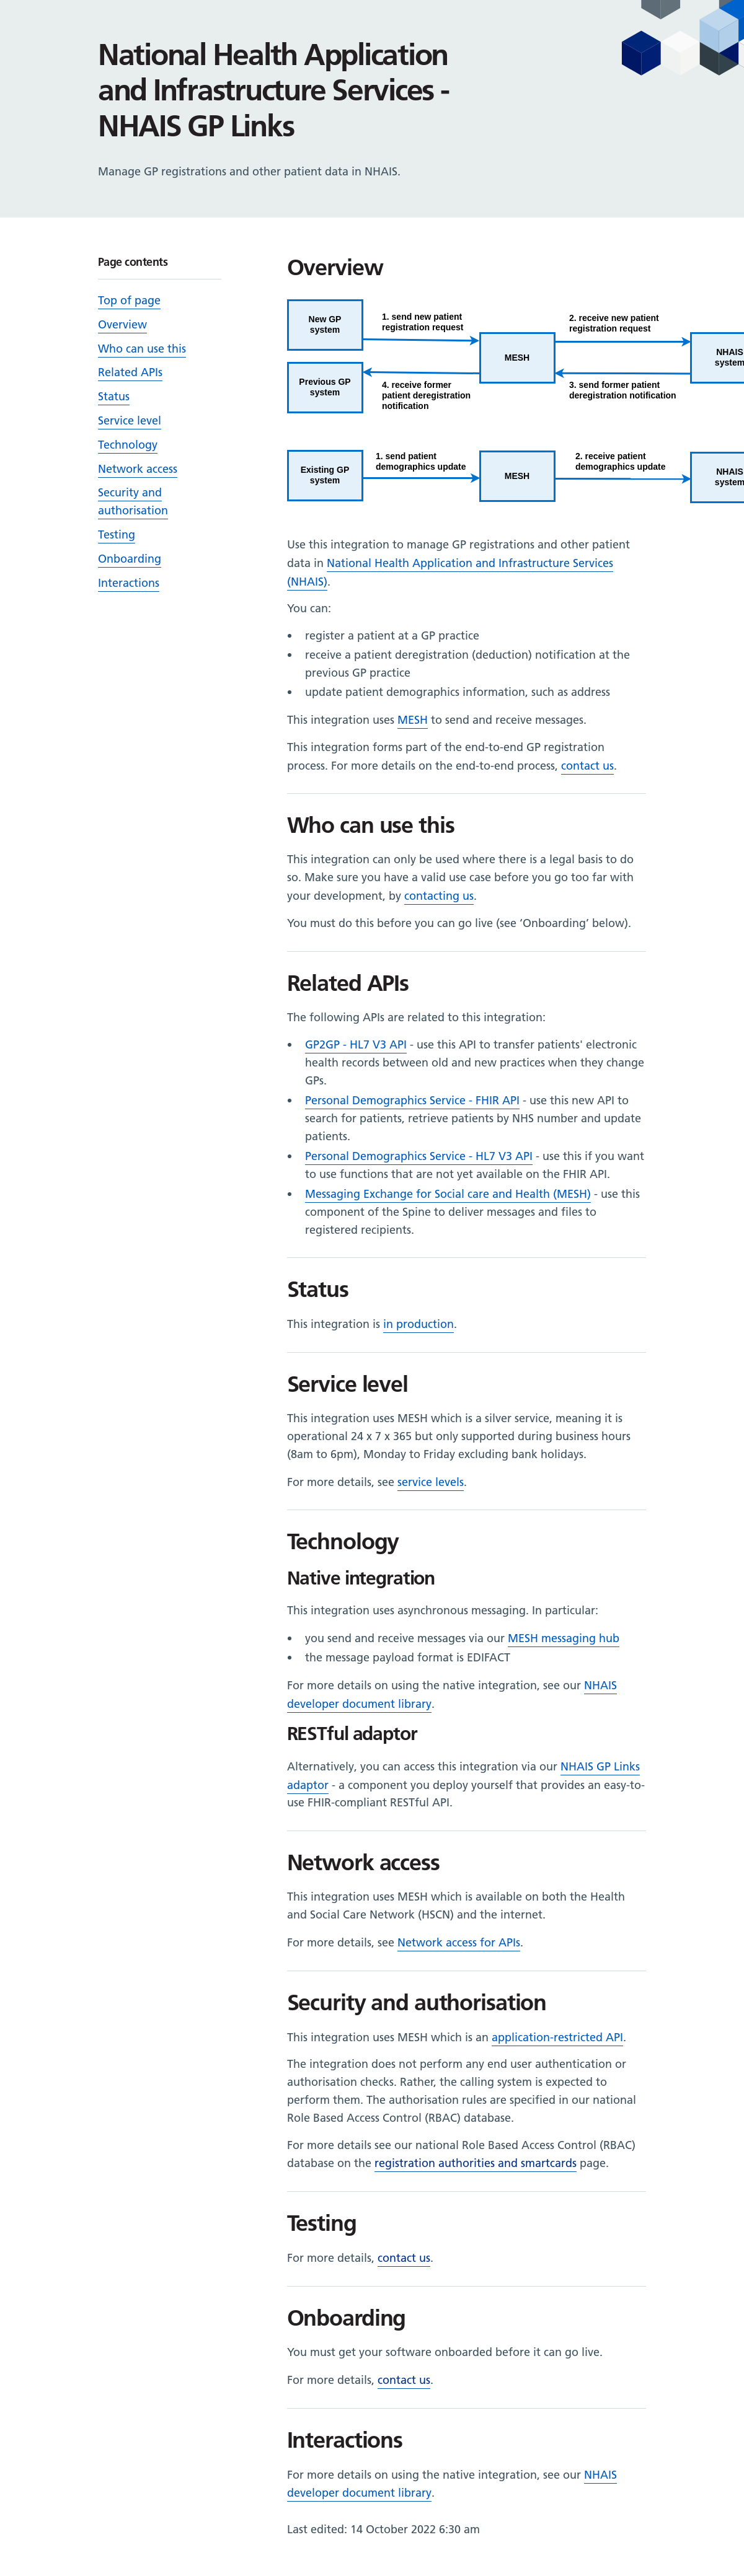 National Health Application
and Infrastructure Services -
NHAIS GP Links
Manage GP registrations and other patient data in NHAIS.
Page contents
Top of page
Overview
Who can use this
Related APIs
Status
Service level
Technology
Network access
Security and
authorisation
Testing
Onboarding
Interactions
Overview
New GP
system
1. send new patient
registration request
MESH
2. receive new patient
registration request
NHAIS
system
Previous GP
system
4. receive former
patient deregistration
notification
3. send former patient
deregistration notification
Existing GP
system
1. send patient
demographics update
MESH
2. receive patient
demographics update
NHAIS
system
Use this integration to manage GP registrations and other patient
data in National Health Application and Infrastructure Services
(NHAIS).
You can:
• register a patient at a GP practice
• receive a patient deregistration (deduction) notification at the
previous GP practice
• update patient demographics information, such as address
This integration uses MESH to send and receive messages.
This integration forms part of the end-to-end GP registration
process. For more details on the end-to-end process, contact us.
Who can use this
This integration can only be used where there is a legal basis to do
so. Make sure you have a valid use case before you go too far with
your development, by contacting us.
You must do this before you can go live (see ‘Onboarding’ below).
Related APIs
The following APIs are related to this integration:
• GP2GP - HL7 V3 API - use this API to transfer patients' electronic
health records between old and new practices when they change
GPs.
• Personal Demographics Service - FHIR API - use this new API to
search for patients, retrieve patients by NHS number and update
patients.
• Personal Demographics Service - HL7 V3 API - use this if you want
to use functions that are not yet available on the FHIR API.
• Messaging Exchange for Social care and Health (MESH) - use this
component of the Spine to deliver messages and files to
registered recipients.
Status
This integration is in production.
Service level
This integration uses MESH which is a silver service, meaning it is
operational 24 x 7 x 365 but only supported during business hours
(8am to 6pm), Monday to Friday excluding bank holidays.
For more details, see service levels.
Technology
Native integration
This integration uses asynchronous messaging. In particular:
• you send and receive messages via our MESH messaging hub
• the message payload format is EDIFACT
For more details on using the native integration, see our NHAIS
developer document library.
RESTful adaptor
Alternatively, you can access this integration via our NHAIS GP Links
adaptor - a component you deploy yourself that provides an easy-to-
use FHIR-compliant RESTful API.
Network access
This integration uses MESH which is available on both the Health
and Social Care Network (HSCN) and the internet.
For more details, see Network access for APIs.
Security and authorisation
This integration uses MESH which is an application-restricted API.
The integration does not perform any end user authentication or
authorisation checks. Rather, the calling system is expected to
perform them. The authorisation rules are specified in our national
Role Based Access Control (RBAC) database.
For more details see our national Role Based Access Control (RBAC)
database on the registration authorities and smartcards page.
Testing
For more details, contact us.
Onboarding
You must get your software onboarded before it can go live.
For more details, contact us.
Interactions
For more details on using the native integration, see our NHAIS
developer document library.
Last edited: 14 October 2022 6:30 am